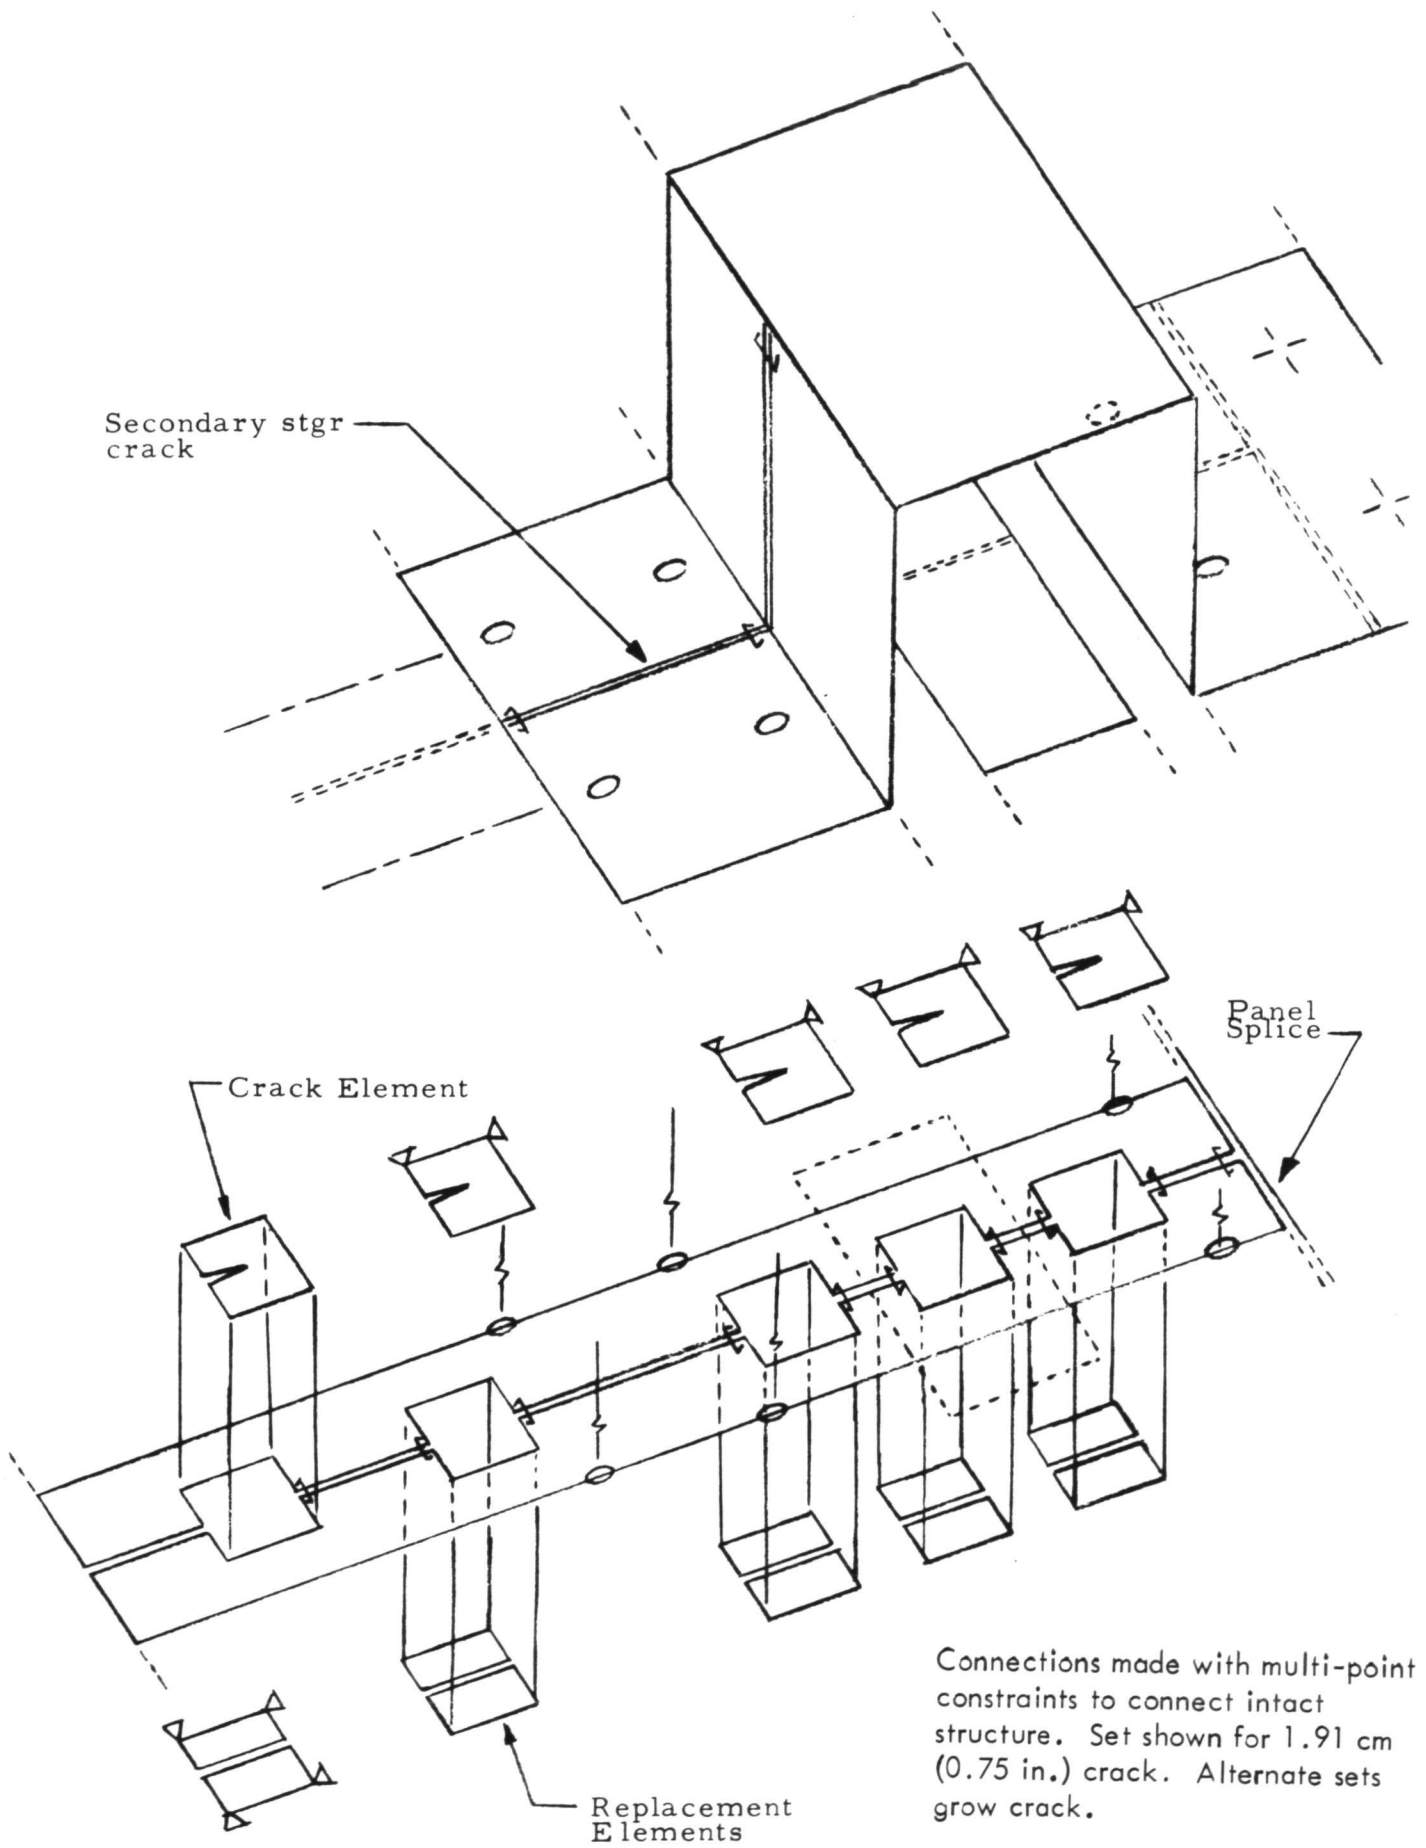 Secondary stgr
crack
Panel
Splice
Crack Element
Connections made with multi-point
constraints to connect intact
structure. Set shown for 1.91 cm
(0.75 in.) crack. Alternate sets
grow crack.
Replacement
Elements